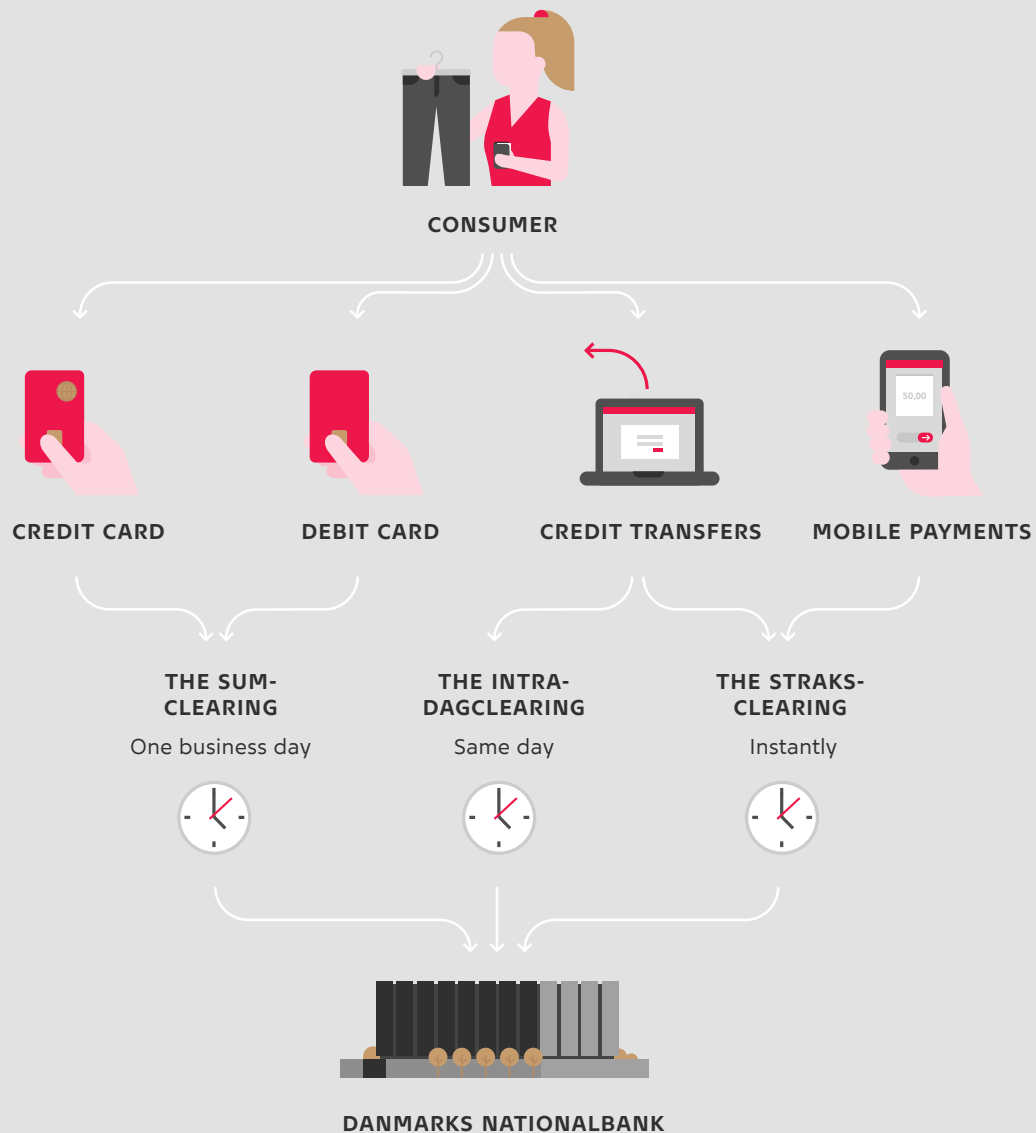 CONSUMER
50,00
CREDIT CARD
DEBIT CARD
CREDIT TRANSFERS
MOBILE PAYMENTS
THE SUM-
CLEARING
One business day
THE INTRA-
DAGCLEARING
Same day
THE STRAKS-
CLEARING
Instantly
DANMARKS NATIONALBANK